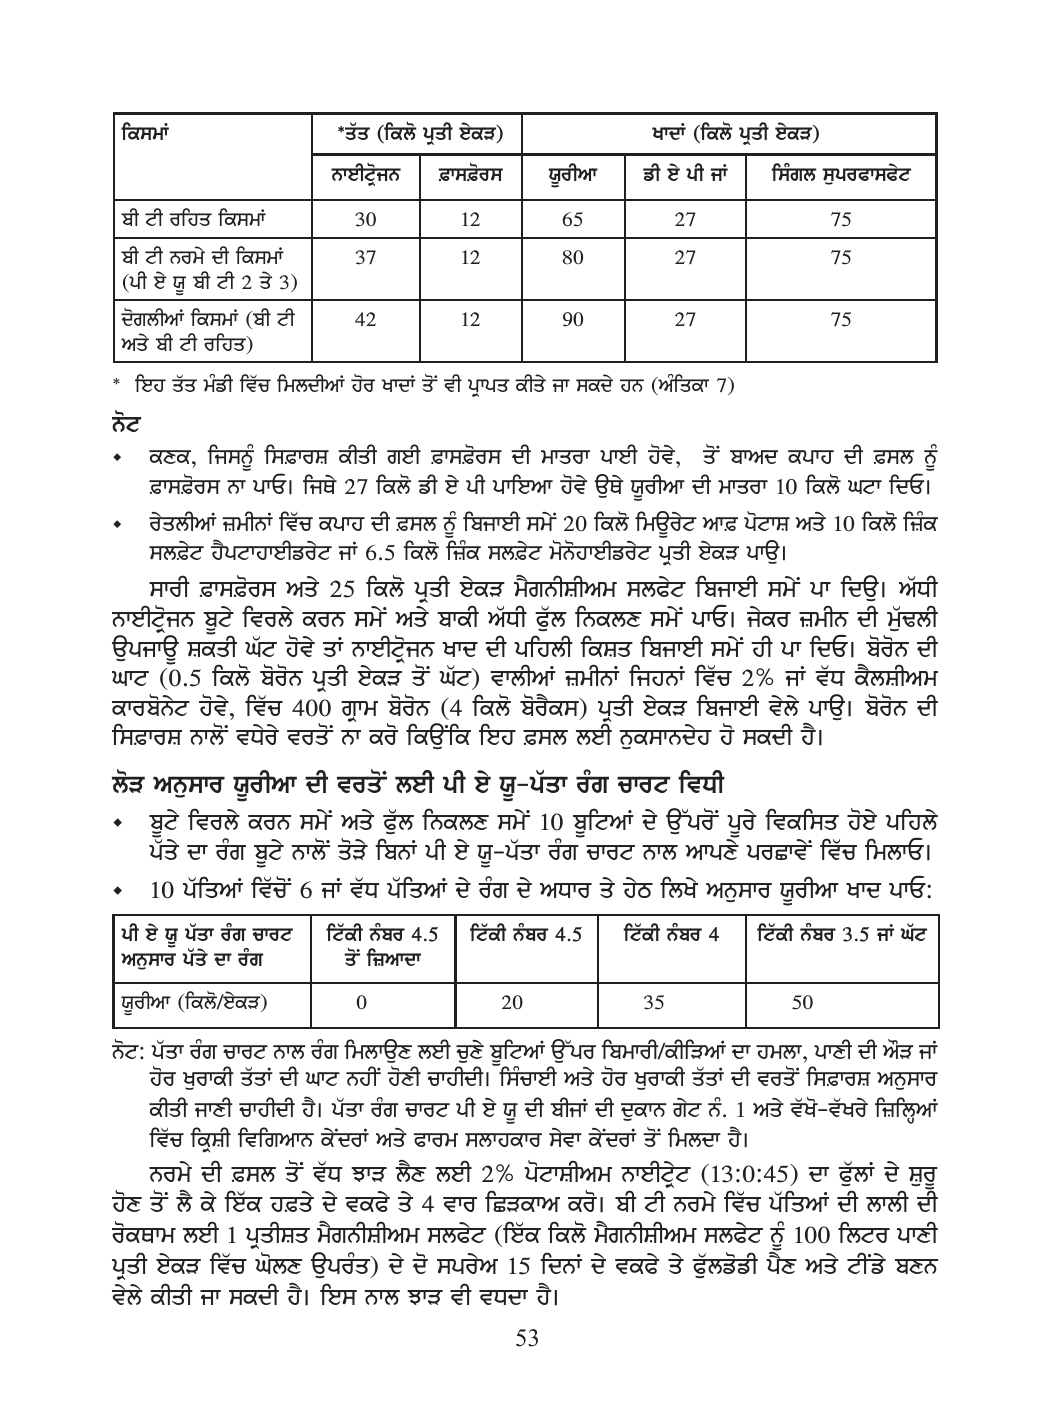 ਕਿਸਮਾਂ *ਤੱਤ (ਕਿਲੋ ਪ੍ਰਤੀ ਏਕੜ) ਖਾਦਾਂ (ਕਿਲੋ ਪ੍ਰਤੀ ਏਕੜ)
ਨਾਈਟ੍ਰੋਜਨ ਫ਼ਾਸਫ਼ੋਰਸ ਯੂਰੀਆ ਡੀ ਏ ਪੀ ਜਾਂ ਸਿੰਗਲ ਸੁਪਰਫਾਸਫੇਟ
ਬੀ ਟੀ ਰਹਿਤ ਕਿਸਮਾਂ 30 12 65 27 75
ਬੀ ਟੀ ਨਰਮੇ ਦੀ ਕਿਸਮਾਂ 37 12 80 27 75
(ਪੀ ਏ ਯੂ ਬੀ ਟੀ 2 ਤੇ 3)
ਦੋਗਲੀਆਂ ਕਿਸਮਾਂ (ਬੀ ਟੀ 42 12 90 27 75
ਅਤੇ ਬੀ ਟੀ ਰਹਿਤ)
* ਇਹ ਤੱਤ ਮੰਡੀ ਵਿੱਚ ਮਿਲਦੀਆਂ ਹੋਰ ਖਾਦਾਂ ਤੋਂ ਵੀ ਪ੍ਰਾਪਤ ਕੀਤੇ ਜਾ ਸਕਦੇ ਹਨ (ਅੰਤਿਕਾ 7)
ਨੋਟ
◆ ਕਣਕ, ਜਿਸਨੂੰ ਸਿਫ਼ਾਰਸ਼ ਕੀਤੀ ਗਈ ਫ਼ਾਸਫ਼ੋਰਸ ਦੀ ਮਾਤਰਾ ਪਾਈ ਹੋਵੇ, ਤੋਂ ਬਾਅਦ ਕਪਾਹ ਦੀ ਫ਼ਸਲ ਨੂੰ
ਫ਼ਾਸਫ਼ੋਰਸ ਨਾ ਪਾਓ। ਜਿਥੇ 27 ਕਿਲੋ ਡੀ ਏ ਪੀ ਪਾਇਆ ਹੋਵੇ ਉਥੇ ਯੂਰੀਆ ਦੀ ਮਾਤਰਾ 10 ਕਿਲੋ ਘਟਾ ਦਿਓ।
◆ ਰੇਤਲੀਆਂ ਜ਼ਮੀਨਾਂ ਵਿੱਚ ਕਪਾਹ ਦੀ ਫ਼ਸਲ ਨੂੰ ਬਿਜਾਈ ਸਮੇਂ 20 ਕਿਲੋ ਮਿਊਰੇਟ ਆਫ਼ ਪੋਟਾਸ਼ ਅਤੇ 10 ਕਿਲੋ ਜ਼ਿੰਕ
ਸਲਫ਼ੇਟ ਹੈਪਟਾਹਾਈਡਰੇਟ ਜਾਂ 6.5 ਕਿਲੋ ਜ਼ਿੰਕ ਸਲਫ਼ੇਟ ਮੋਨੋਹਾਈਡਰੇਟ ਪ੍ਰਤੀ ਏਕੜ ਪਾਉ।
ਸਾਰੀ ਫ਼ਾਸਫ਼ੋਰਸ ਅਤੇ 25 ਕਿਲੋ ਪ੍ਰਤੀ ਏਕੜ ਮੈਗਨੀਸ਼ੀਅਮ ਸਲਫੇਟ ਬਿਜਾਈ ਸਮੇਂ ਪਾ ਦਿਉ। ਅੱਧੀ
ਨਾਈਟ੍ਰੋਜਨ ਬੂਟੇ ਵਿਰਲੇ ਕਰਨ ਸਮੇਂ ਅਤੇ ਬਾਕੀ ਅੱਧੀ ਫੁੱਲ ਨਿਕਲਣ ਸਮੇਂ ਪਾਓ। ਜੇਕਰ ਜ਼ਮੀਨ ਦੀ ਮੁੱਢਲੀ
ਉਪਜਾਊ ਸ਼ਕਤੀ ਘੱਟ ਹੋਵੇ ਤਾਂ ਨਾਈਟ੍ਰੋਜਨ ਖਾਦ ਦੀ ਪਹਿਲੀ ਕਿਸ਼ਤ ਬਿਜਾਈ ਸਮੇਂ ਹੀ ਪਾ ਦਿਓ। ਬੋਰੋਨ ਦੀ
ਘਾਟ (0.5 ਕਿਲੋ ਬੋਰੋਨ ਪ੍ਰਤੀ ਏਕੜ ਤੋਂ ਘੱਟ) ਵਾਲੀਆਂ ਜ਼ਮੀਨਾਂ ਜਿਹਨਾਂ ਵਿੱਚ 2% ਜਾਂ ਵੱਧ ਕੈਲਸ਼ੀਅਮ
ਕਾਰਬੋਨੇਟ ਹੋਵੇ, ਵਿੱਚ 400 ਗ੍ਰਾਮ ਬੋਰੋਨ (4 ਕਿਲੋ ਬੋਰੈਕਸ) ਪ੍ਰਤੀ ਏਕੜ ਬਿਜਾਈ ਵੇਲੇ ਪਾਉ। ਬੋਰੋਨ ਦੀ
ਸਿਫ਼ਾਰਸ਼ ਨਾਲੋਂ ਵਧੇਰੇ ਵਰਤੋਂ ਨਾ ਕਰੋ ਕਿਉਂਕਿ ਇਹ ਫ਼ਸਲ ਲਈ ਨੁਕਸਾਨਦੇਹ ਹੋ ਸਕਦੀ ਹੈ।
ਲੋੜ ਅਨੁਸਾਰ ਯੂਰੀਆ ਦੀ ਵਰਤੋਂ ਲਈ ਪੀ ਏ ਯੂ-ਪੱਤਾ ਰੰਗ ਚਾਰਟ ਵਿਧੀ
◆ ਬੂਟੇ ਵਿਰਲੇ ਕਰਨ ਸਮੇਂ ਅਤੇ ਫੁੱਲ ਨਿਕਲਣ ਸਮੇਂ 10 ਬੂਟਿਆਂ ਦੇ ਉੱਪਰੋਂ ਪੂਰੇ ਵਿਕਸਿਤ ਹੋਏ ਪਹਿਲੇ
ਪੱਤੇ ਦਾ ਰੰਗ ਬੂਟੇ ਨਾਲੋਂ ਤੋੜੇ ਬਿਨਾਂ ਪੀ ਏ ਯੂ-ਪੱਤਾ ਰੰਗ ਚਾਰਟ ਨਾਲ ਆਪਣੇ ਪਰਛਾਵੇਂ ਵਿੱਚ ਮਿਲਾਓ।
◆ 10 ਪੱਤਿਆਂ ਵਿੱਚੋਂ 6 ਜਾਂ ਵੱਧ ਪੱਤਿਆਂ ਦੇ ਰੰਗ ਦੇ ਅਧਾਰ ਤੇ ਹੇਠ ਲਿਖੇ ਅਨੁਸਾਰ ਯੂਰੀਆ ਖਾਦ ਪਾਓ:
ਪੀ ਏ ਯੂ ਪੱਤਾ ਰੰਗ ਚਾਰਟ ਟਿੱਕੀ ਨੰਬਰ 4.5 ਟਿੱਕੀ ਨੰਬਰ 4.5 ਟਿੱਕੀ ਨੰਬਰ 4 ਟਿੱਕੀ ਨੰਬਰ 3.5 ਜਾਂ ਘੱਟ
ਅਨੁਸਾਰ ਪੱਤੇ ਦਾ ਰੰਗ ਤੋਂ ਜ਼ਿਆਦਾ
ਯੂਰੀਆ (ਕਿਲੋ/ਏਕੜ) 0 20 35 50
ਨੋਟ: ਪੱਤਾ ਰੰਗ ਚਾਰਟ ਨਾਲ ਰੰਗ ਮਿਲਾਉਣ ਲਈ ਚੁਣੇ ਬੂਟਿਆਂ ਉੱਪਰ ਬਿਮਾਰੀ/ਕੀੜਿਆਂ ਦਾ ਹਮਲਾ, ਪਾਣੀ ਦੀ ਔੜ ਜਾਂ
ਹੋਰ ਖੁਰਾਕੀ ਤੱਤਾਂ ਦੀ ਘਾਟ ਨਹੀਂ ਹੋਣੀ ਚਾਹੀਦੀ। ਸਿੰਚਾਈ ਅਤੇ ਹੋਰ ਖੁਰਾਕੀ ਤੱਤਾਂ ਦੀ ਵਰਤੋਂ ਸਿਫ਼ਾਰਸ਼ ਅਨੁਸਾਰ
ਕੀਤੀ ਜਾਣੀ ਚਾਹੀਦੀ ਹੈ। ਪੱਤਾ ਰੰਗ ਚਾਰਟ ਪੀ ਏ ਯੂ ਦੀ ਬੀਜਾਂ ਦੀ ਦੁਕਾਨ ਗੇਟ ਨੰ. 1 ਅਤੇ ਵੱਖੋ-ਵੱਖਰੇ ਜ਼ਿਲ੍ਹਿਆਂ
ਵਿੱਚ ਕ੍ਰਿਸ਼ੀ ਵਿਗਿਆਨ ਕੇਂਦਰਾਂ ਅਤੇ ਫਾਰਮ ਸਲਾਹਕਾਰ ਸੇਵਾ ਕੇਂਦਰਾਂ ਤੋਂ ਮਿਲਦਾ ਹੈ।
ਨਰਮੇ ਦੀ ਫ਼ਸਲ ਤੋਂ ਵੱਧ ਝਾੜ ਲੈਣ ਲਈ 2% ਪੋਟਾਸ਼ੀਅਮ ਨਾਈਟ੍ਰੇਟ (13:0:45) ਦਾ ਫੁੱਲਾਂ ਦੇ ਸ਼ੁਰੂ
ਹੋਣ ਤੋਂ ਲੈ ਕੇ ਇੱਕ ਹਫ਼ਤੇ ਦੇ ਵਕਫੇ ਤੇ 4 ਵਾਰ ਛਿੜਕਾਅ ਕਰੋ। ਬੀ ਟੀ ਨਰਮੇ ਵਿੱਚ ਪੱਤਿਆਂ ਦੀ ਲਾਲੀ ਦੀ
ਰੋਕਥਾਮ ਲਈ 1 ਪ੍ਰਤੀਸ਼ਤ ਮੈਗਨੀਸ਼ੀਅਮ ਸਲਫੇਟ (ਇੱਕ ਕਿਲੋ ਮੈਗਨੀਸ਼ੀਅਮ ਸਲਫੇਟ ਨੂੰ 100 ਲਿਟਰ ਪਾਣੀ
ਪ੍ਰਤੀ ਏਕੜ ਵਿੱਚ ਘੋਲਣ ਉਪਰੰਤ) ਦੇ ਦੋ ਸਪਰੇਅ 15 ਦਿਨਾਂ ਦੇ ਵਕਫੇ ਤੇ ਫੁੱਲਡੋਡੀ ਪੈਣ ਅਤੇ ਟੀਂਡੇ ਬਣਨ
ਵੇਲੇ ਕੀਤੀ ਜਾ ਸਕਦੀ ਹੈ। ਇਸ ਨਾਲ ਝਾੜ ਵੀ ਵਧਦਾ ਹੈ।
53